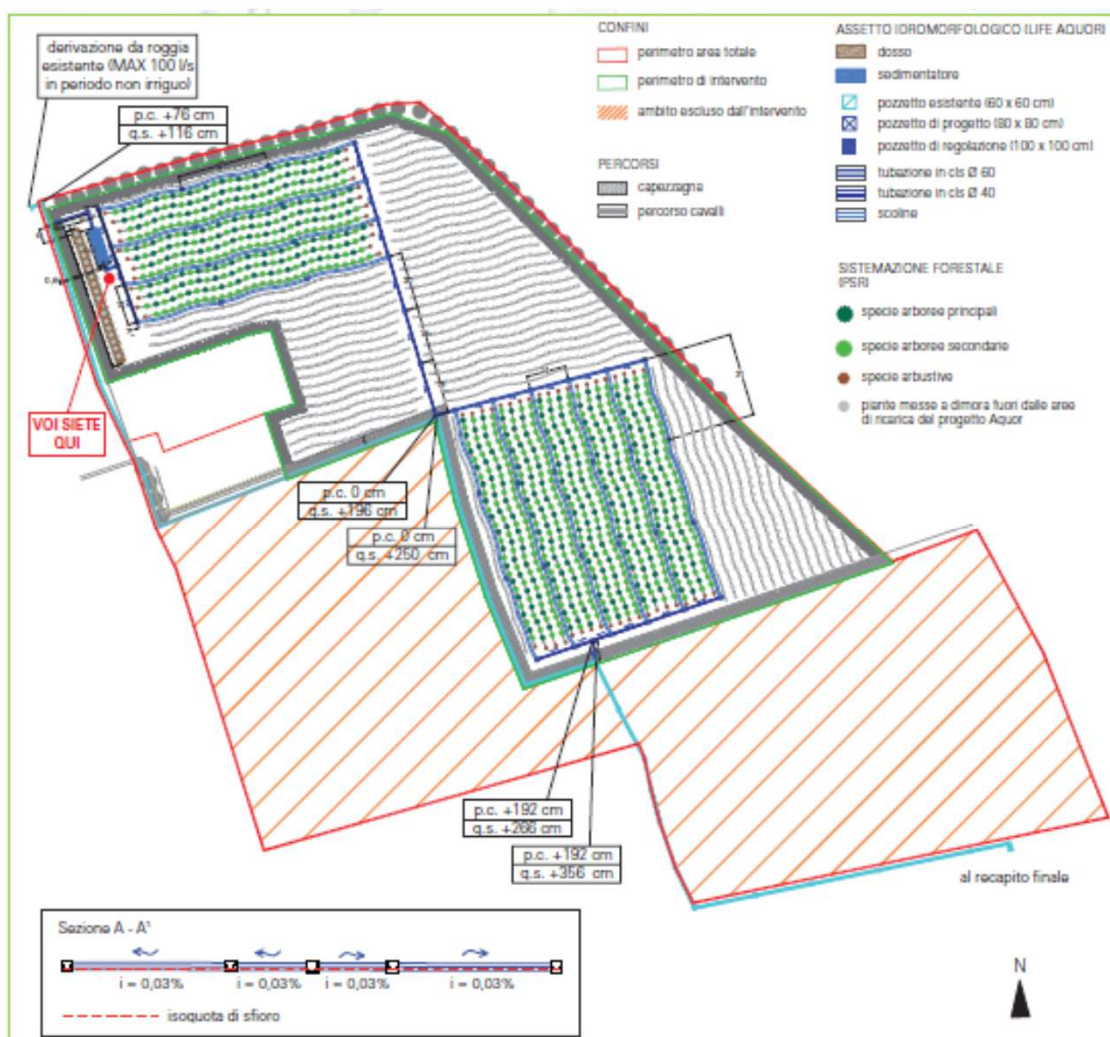 derivazione da roggia
esistente (MAX 100 l/s
in periodo non irriguo)
p.c. +76 cm
q.s. +116 cm
VOI SIETE
QUI
p.c. 0 cm
q.s. +196 cm
p.c. 0 cm
q.s. +250 cm
p.c. +192 cm
q.s. +266 cm
p.c. +192 cm
q.s. +356 cm
al recapito finale
CONFINI
perimetro area totale
perimetro di intervento
ambito escluso dall'intervento
PERCORSI
capezzagne
percorso cavalli
ASSETTO IDROMORFOLOGICO (LIFE AQUOR)
dosso
sedimentatore
pozzetto esistente (60 x 60 cm)
pozzetto di progetto (80 x 80 cm)
pozzetto di regolazione (100 x 100 cm)
tubazione in cls Ø 60
tubazione in cls Ø 40
scoline
SISTEMAZIONE FORESTALE
(PSR)
specie arboree principali
specie arboree secondarie
specie arbustive
piante messe a dimora fuori dalle aree
di ricarica del progetto Aquor
Sezione A - A'
i = 0,03% i = 0,03% i = 0,03% i = 0,03%
isoquota di sfioro
N